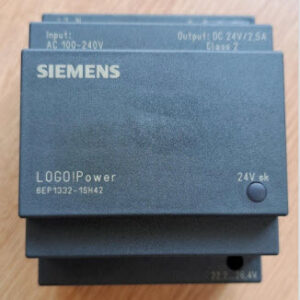 L N
Input:
AC 100-240V
Output: DC 24V/2,5A
Class 2
SIEMENS
LOGO!Power
6EP1332-1SH42
24V ok
22.2...26.4V